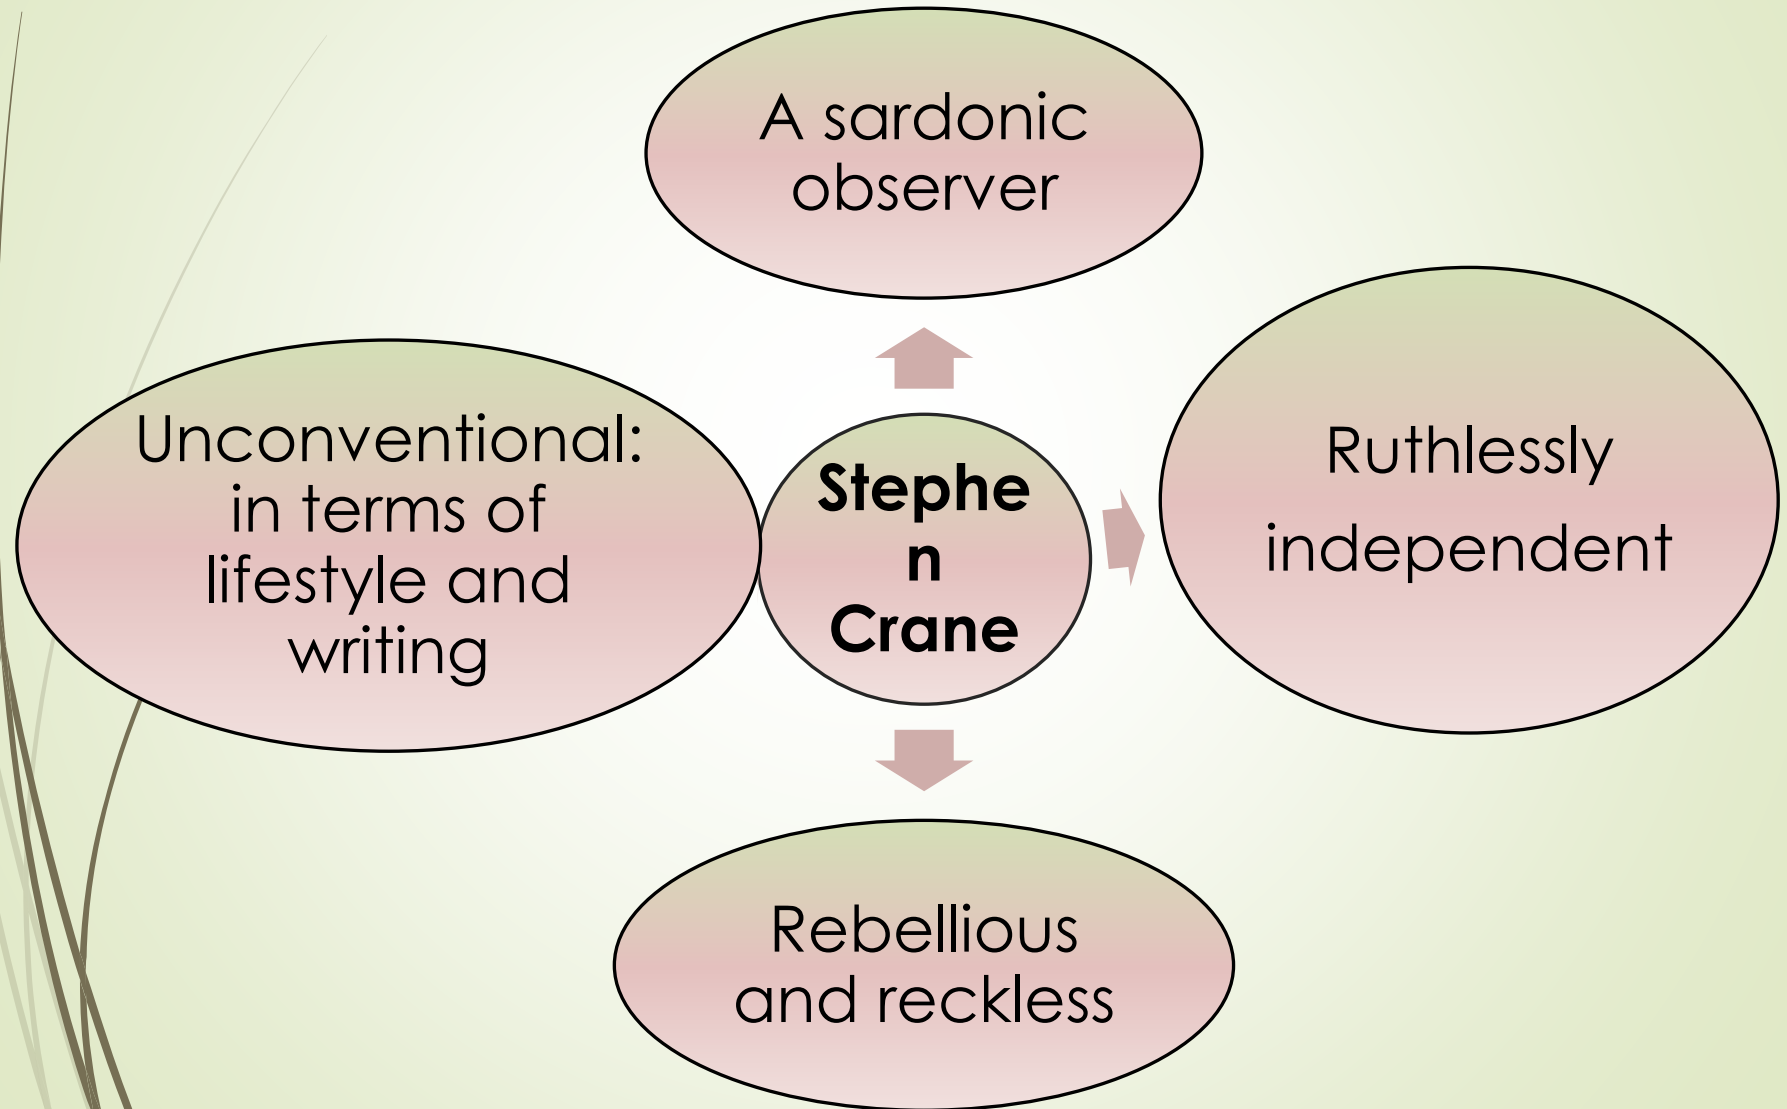 A sardonic
observer
Unconventional:
in terms of
lifestyle and
writing
Stephe
n
Crane
Ruthlessly
independent
Rebellious
and reckless